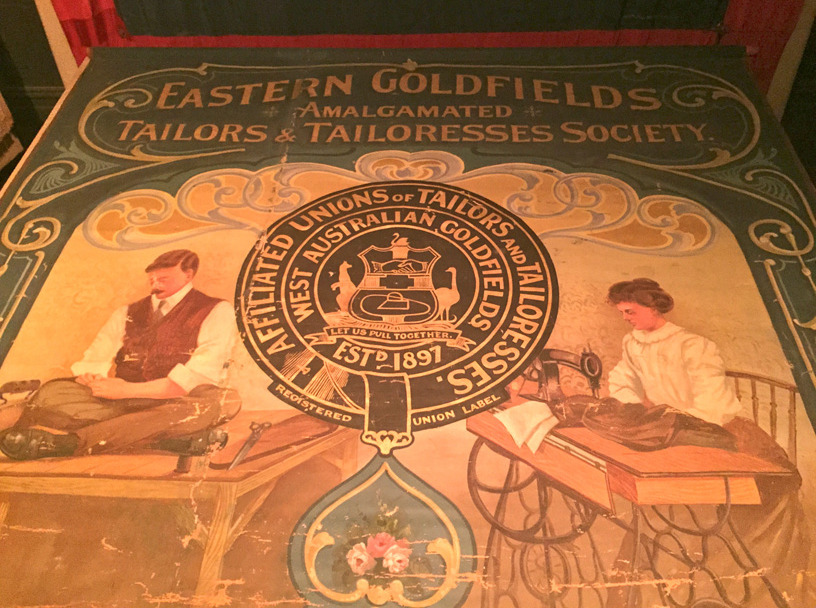 EASTERN GOLDFIELDS
AMALGAMATED
TAILORS & TAILORESSES SOCIETY.
AFFILIATED UNIONS OF TAILORS AND TAILORESSES.
WEST AUSTRALIAN GOLDFIELDS
LET US PULL TOGETHER.
ESTD 1897
REGISTERED UNION LABEL